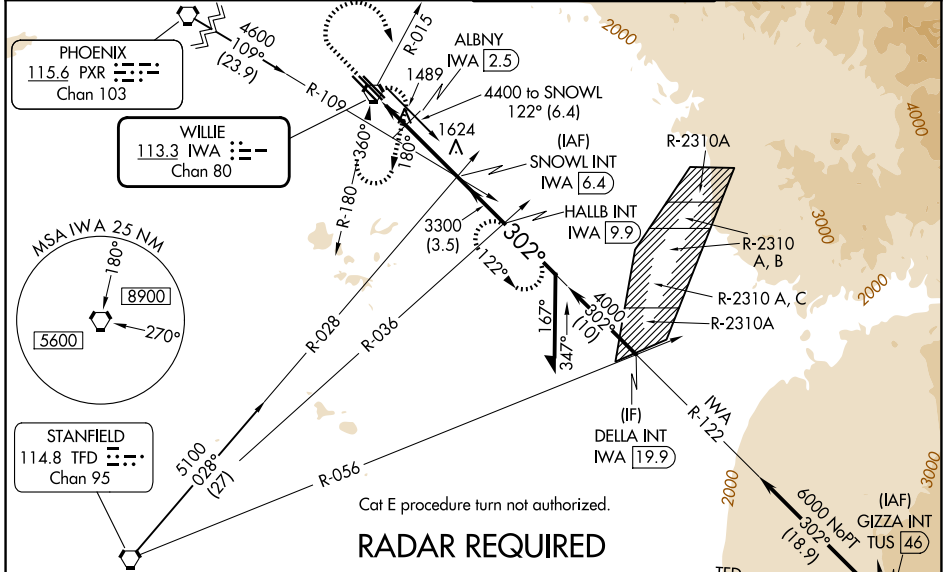 2000
4600
109°
(23.9)
PHOENIX
115.6 PXR
Chan 103
R-109
R-015
ALBNY
IWA 2.5
1489
4400 to SNOWL
122° (6.4)
1624
WILLIE
113.3 IWA
Chan 80
360°
180°
R-180
(IAF)
SNOWL INT
IWA 6.4
R-2310A
4000
HALLB INT
IWA 9.9
3300
(3.5)
302°
122°
R-2310
A, B
3000
R-2310 A, C
R-2310A
2000
MSA IWA 25 NM
180°
8900
5600
270°
R-028
R-036
167°
347°
4000
302°
(10)
(IF)
DELLA INT
IWA 19.9
IWA
R-122
STANFIELD
114.8 TFD
Chan 95
5100
028°
(27)
R-056
Cat E procedure turn not authorized.
RADAR REQUIRED
2000
3000
6000 NoPT
302°
(18.9)
(IAF)
GIZZA INT
TUS 46
TFD